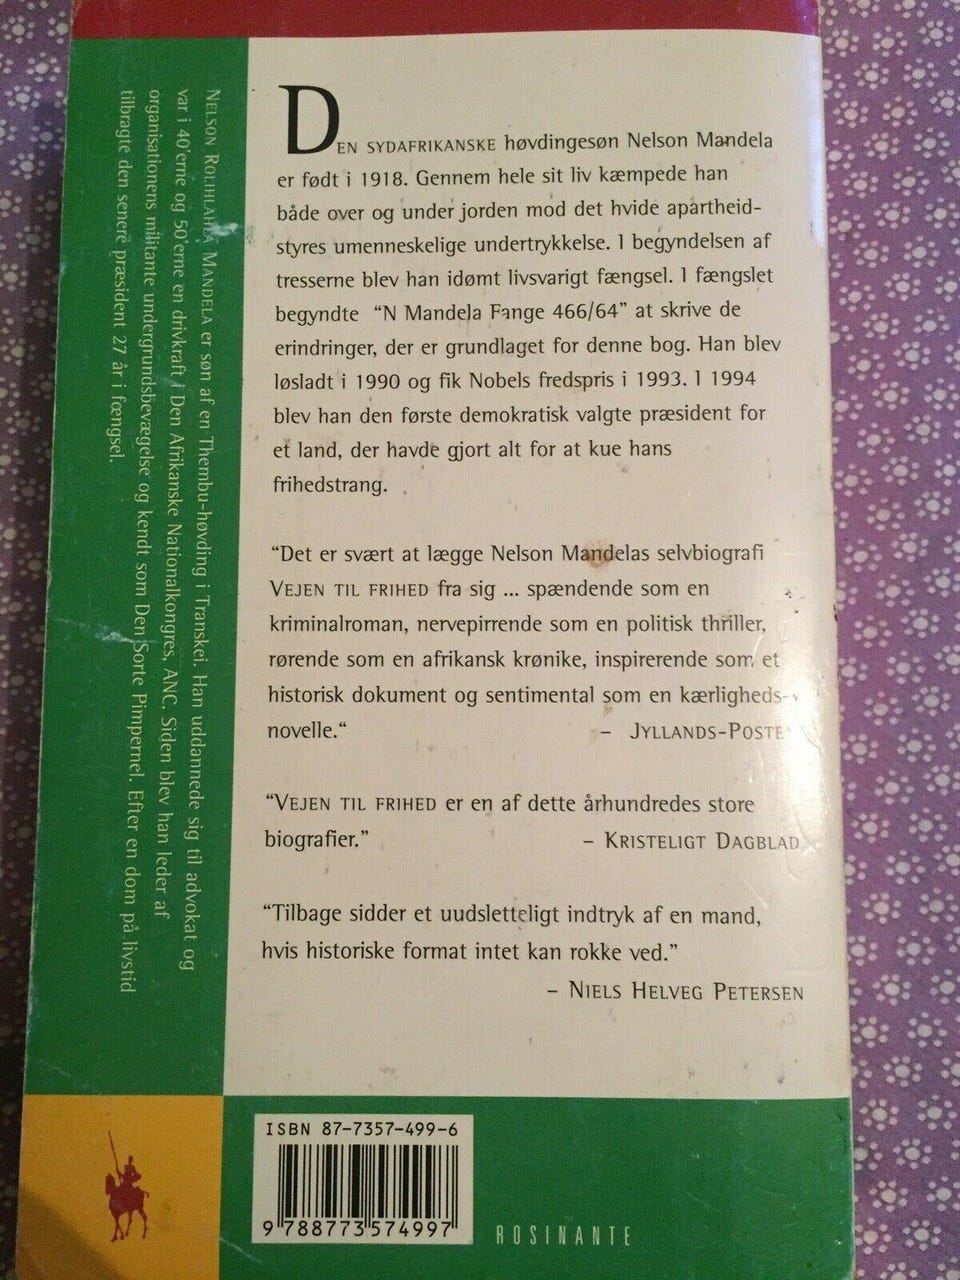 DEN SYDAFRIKANSKE høvdingesøn Nelson Mandela
er født i 1918. Gennem hele sit liv kæmpede han
både over og under jorden mod det hvide apartheid-
styres umenneskelige undertrykkelse. I begyndelsen af
tresserne blev han idømt livsvarigt fængsel. I fængslet
begyndte “N Mandela Fange 466/64” at skrive de
erindringer, der er grundlaget for denne bog. Han blev
løsladt i 1990 og fik Nobels fredspris i 1993. I 1994
blev han den første demokratisk valgte præsident for
et land, der havde gjort alt for at kue hans
frihedstrang.
“Det er svært at lægge Nelson Mandelas selvbiografi
VEJEN TIL FRIHED fra sig ... spændende som en
kriminalroman, nervepirrende som en politisk thriller,
rørende som en afrikansk krønike, inspirerende som et
historisk dokument og sentimental som en kærligheds-
novelle.“ – JYLLANDS-POSTEN
“VEJEN TIL FRIHED er en af dette århundredes store
biografier.” – KRISTELIGT DAGBLAD
“Tilbage sidder et uudsletteligt indtryk af en mand,
hvis historiske format intet kan rokke ved.”
– NIELS HELVEG PETERSEN
NELSON ROLIHLAHLA MANDELA er søn af en Thembu-høvding i Transkei. Han uddannede sig til advokat og
var i 40'erne og 50'erne en drivkraft i Den Afrikanske Nationalkongres, ANC. Siden blev han leder af
organisationens militante undergrundsbevægelse og kendt som Den Sorte Pimpernel. Efter en dom på livstid
tilbragte den senere præsident 27 år i fængsel.
ISBN 87-7357-499-6
9 788773 574997
ROSINANTE